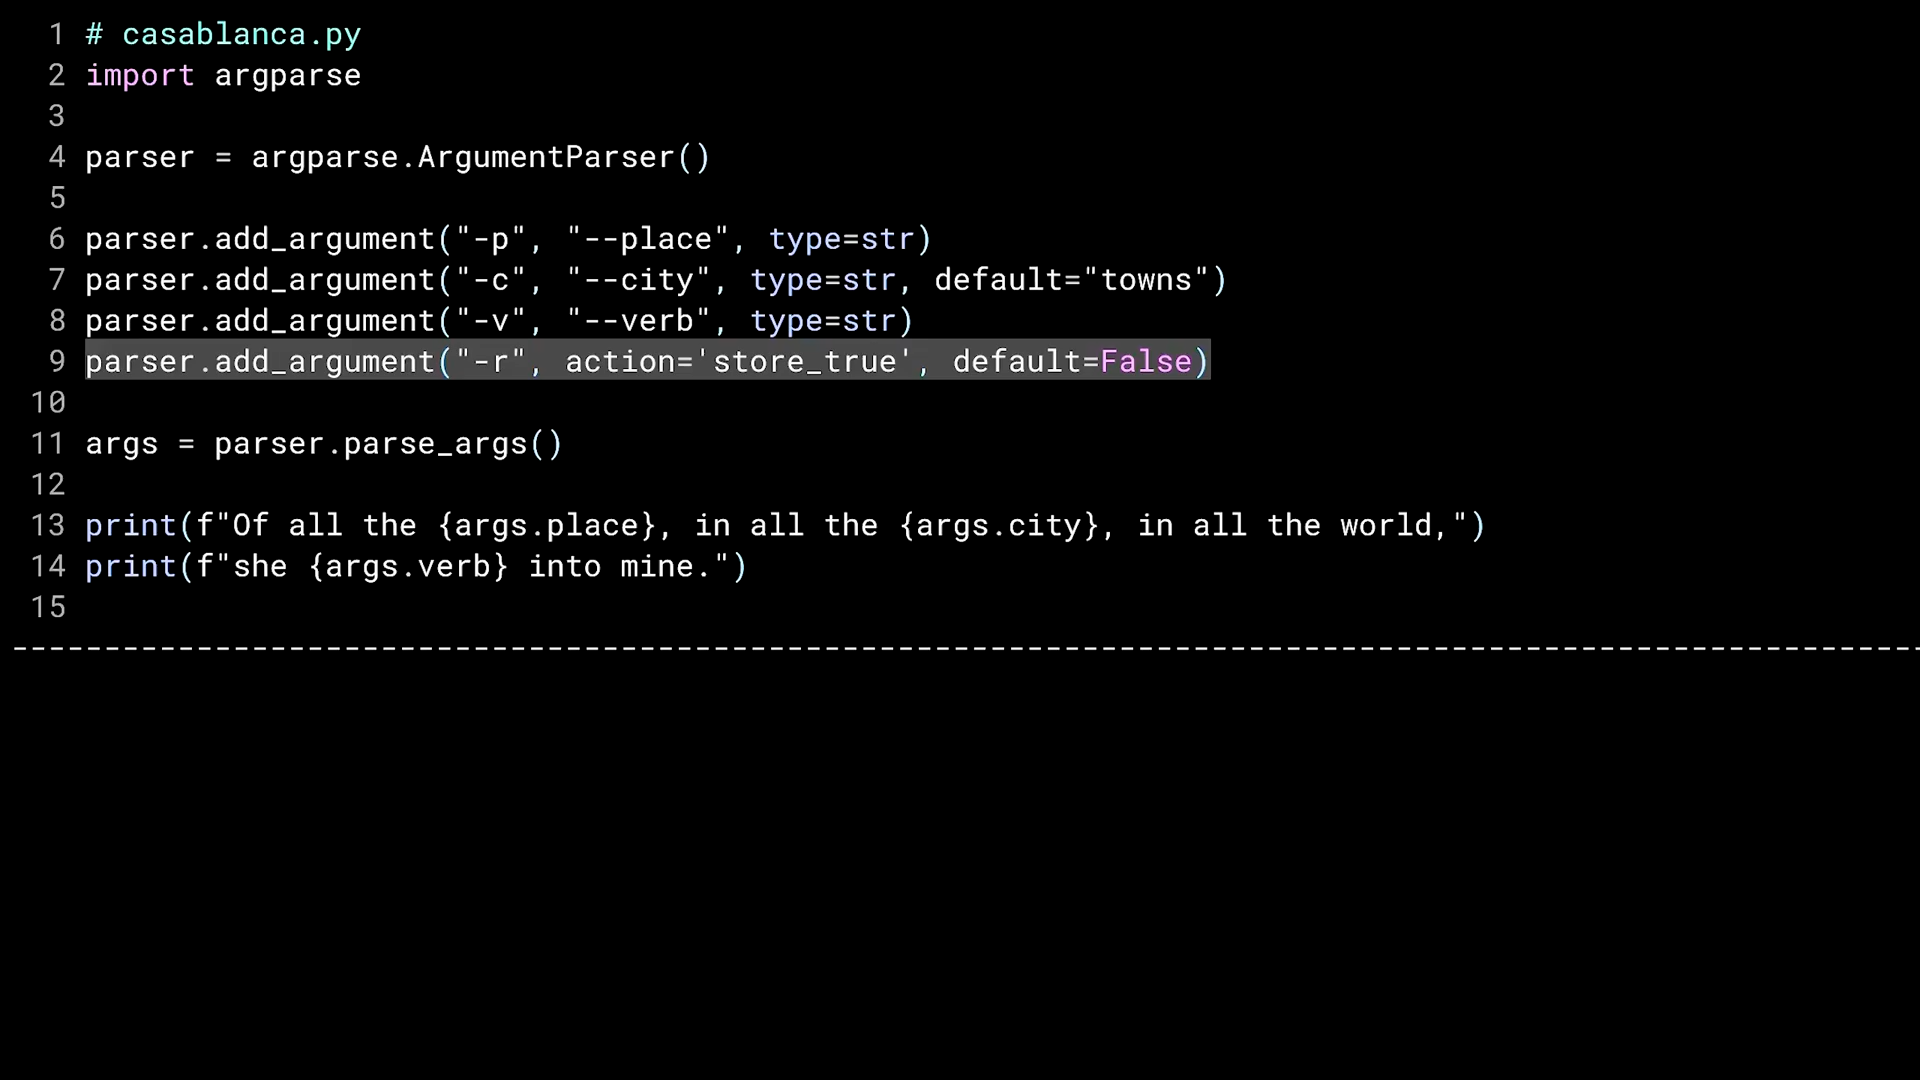 1 # casablanca.py
2 import argparse
3
4 parser = argparse.ArgumentParser()
5
6 parser.add_argument("-p", "--place", type=str)
7 parser.add_argument("-c", "--city", type=str, default="towns")
8 parser.add_argument("-v", "--verb", type=str)
9 parser.add_argument("-r", action='store_true', default=False)
10
11 args = parser.parse_args()
12
13 print(f"Of all the {args.place}, in all the {args.city}, in all the world,")
14 print(f"she {args.verb} into mine.")
15